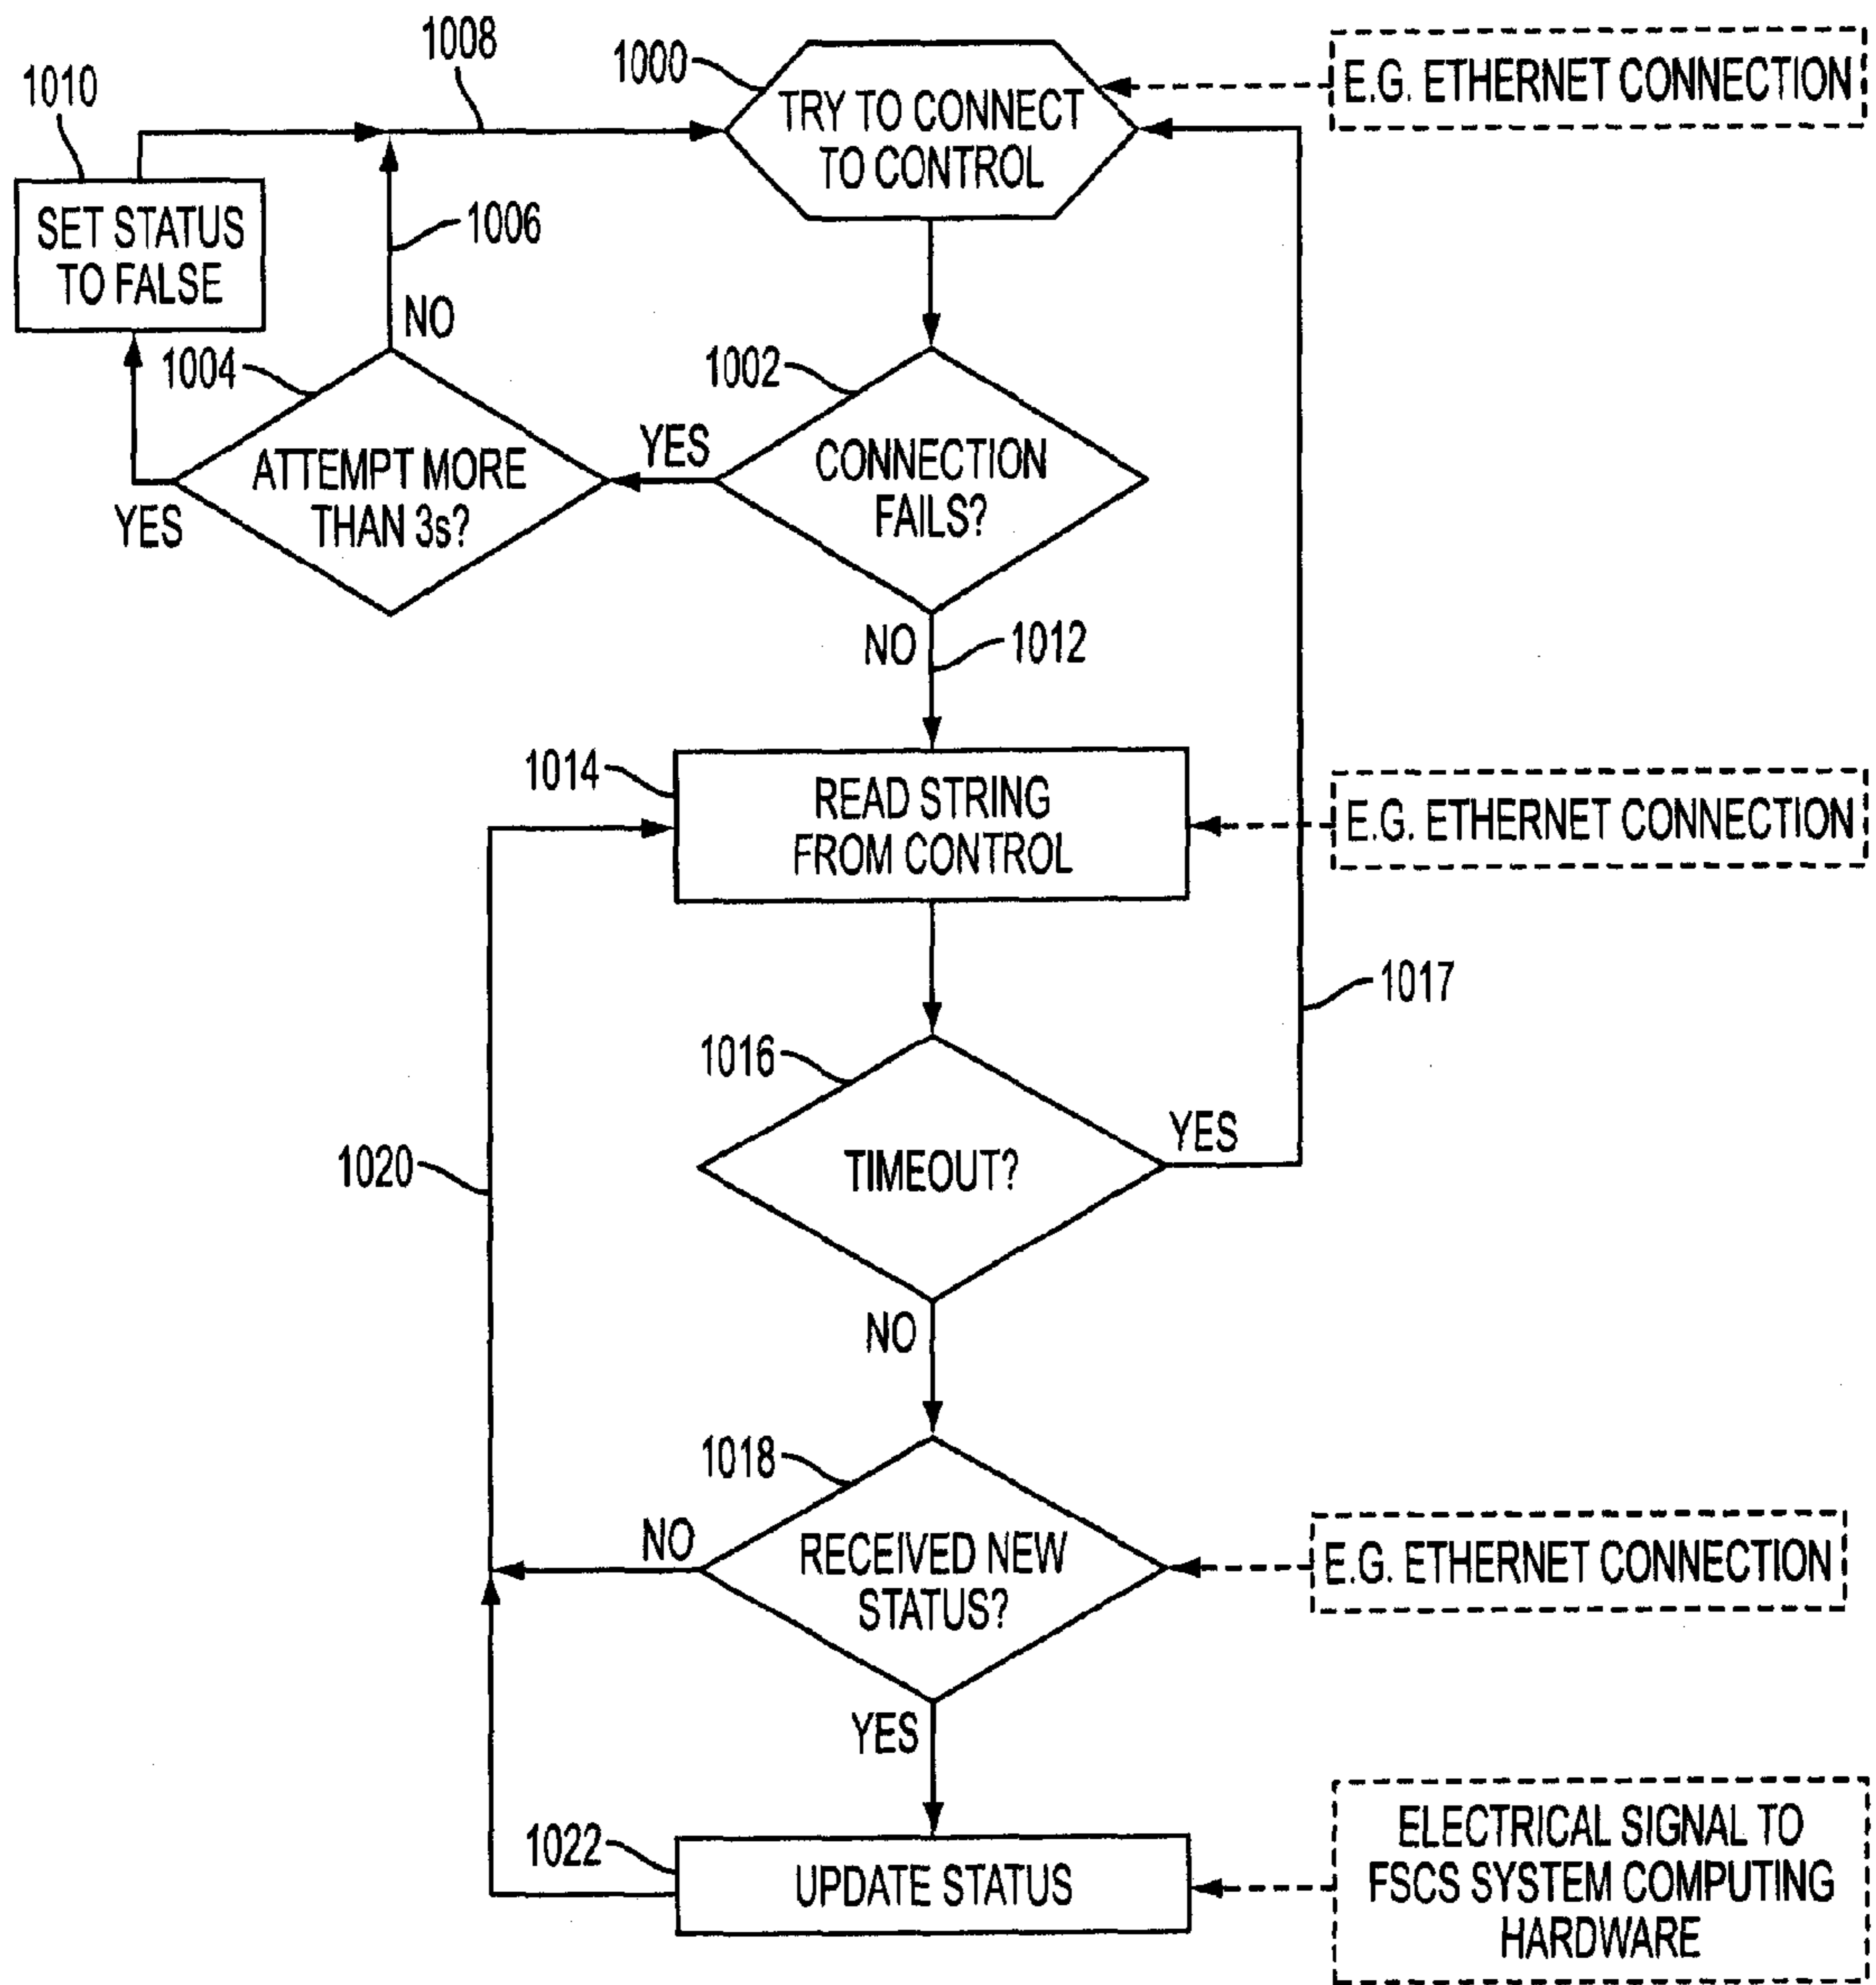 1008
1000
E.G. ETHERNET CONNECTION
1010
TRY TO CONNECT
TO CONTROL
SET STATUS
TO FALSE
1006
NO
1004
1002
YES
ATTEMPT MORE
THAN 3s?
CONNECTION
FAILS?
YES
NO
1012
1014
READ STRING
FROM CONTROL
E.G. ETHERNET CONNECTION
1017
1016
YES
TIMEOUT?
1020
NO
1018
NO
RECEIVED NEW
STATUS?
E.G. ETHERNET CONNECTION
YES
1022
UPDATE STATUS
ELECTRICAL SIGNAL TO
FSCS SYSTEM COMPUTING
HARDWARE